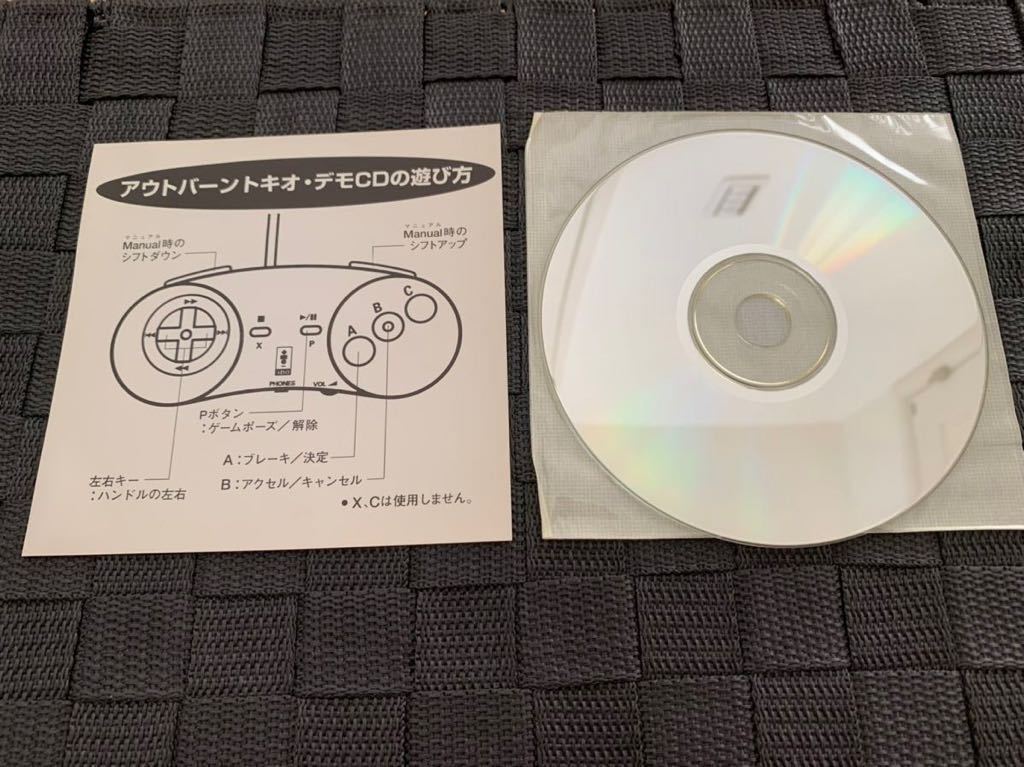 アウトバーントキオ・デモCDの遊び方
マニュアル
Manual時の
シフトダウン
マニュアル
Manual時の
シフトアップ
C
B
A
X
P
PHONES
VOL
Pボタン
:ゲームポーズ/解除
A:ブレーキ/決定
B:アクセル/キャンセル
左右キー
:ハンドルの左右
●X、Cは使用しません。